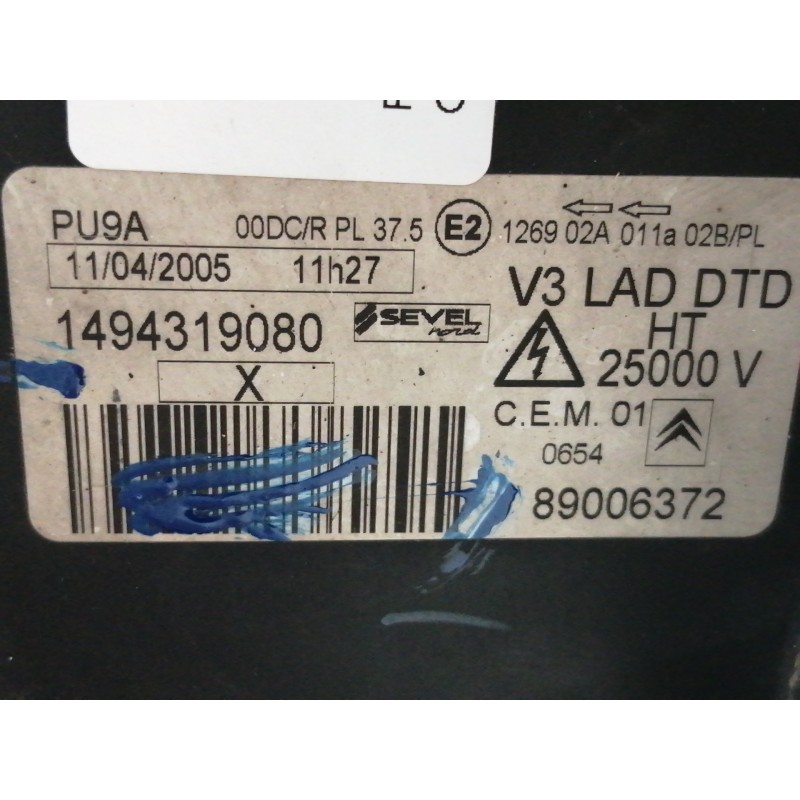 PU9A 00DC/R PL 37.5 E2 1269 02A 011a 02B/PL
11/04/2005 11h27
V3 LAD DTD
1494319080 SEVEL nord
HT
25000 V
X
C.E.M. 01
0654
89006372